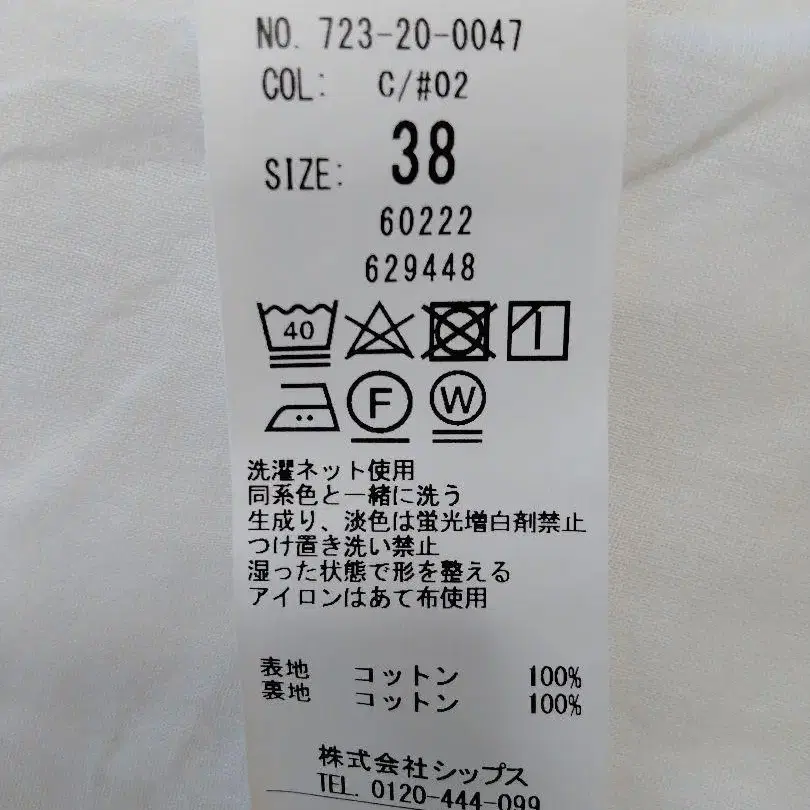 NO. 723-20-0047
COL: C/#02
SIZE: 38
60222
629448
40
F W
洗濯ネット使用
同系色と一緒に洗う
生成り、淡色は蛍光増白剤禁止
つけ置き洗い禁止
湿った状態で形を整える
アイロンはあて布使用
表地 コットン 100%
裏地 コットン 100%
株式会社シップス
TEL. 0120-444-099